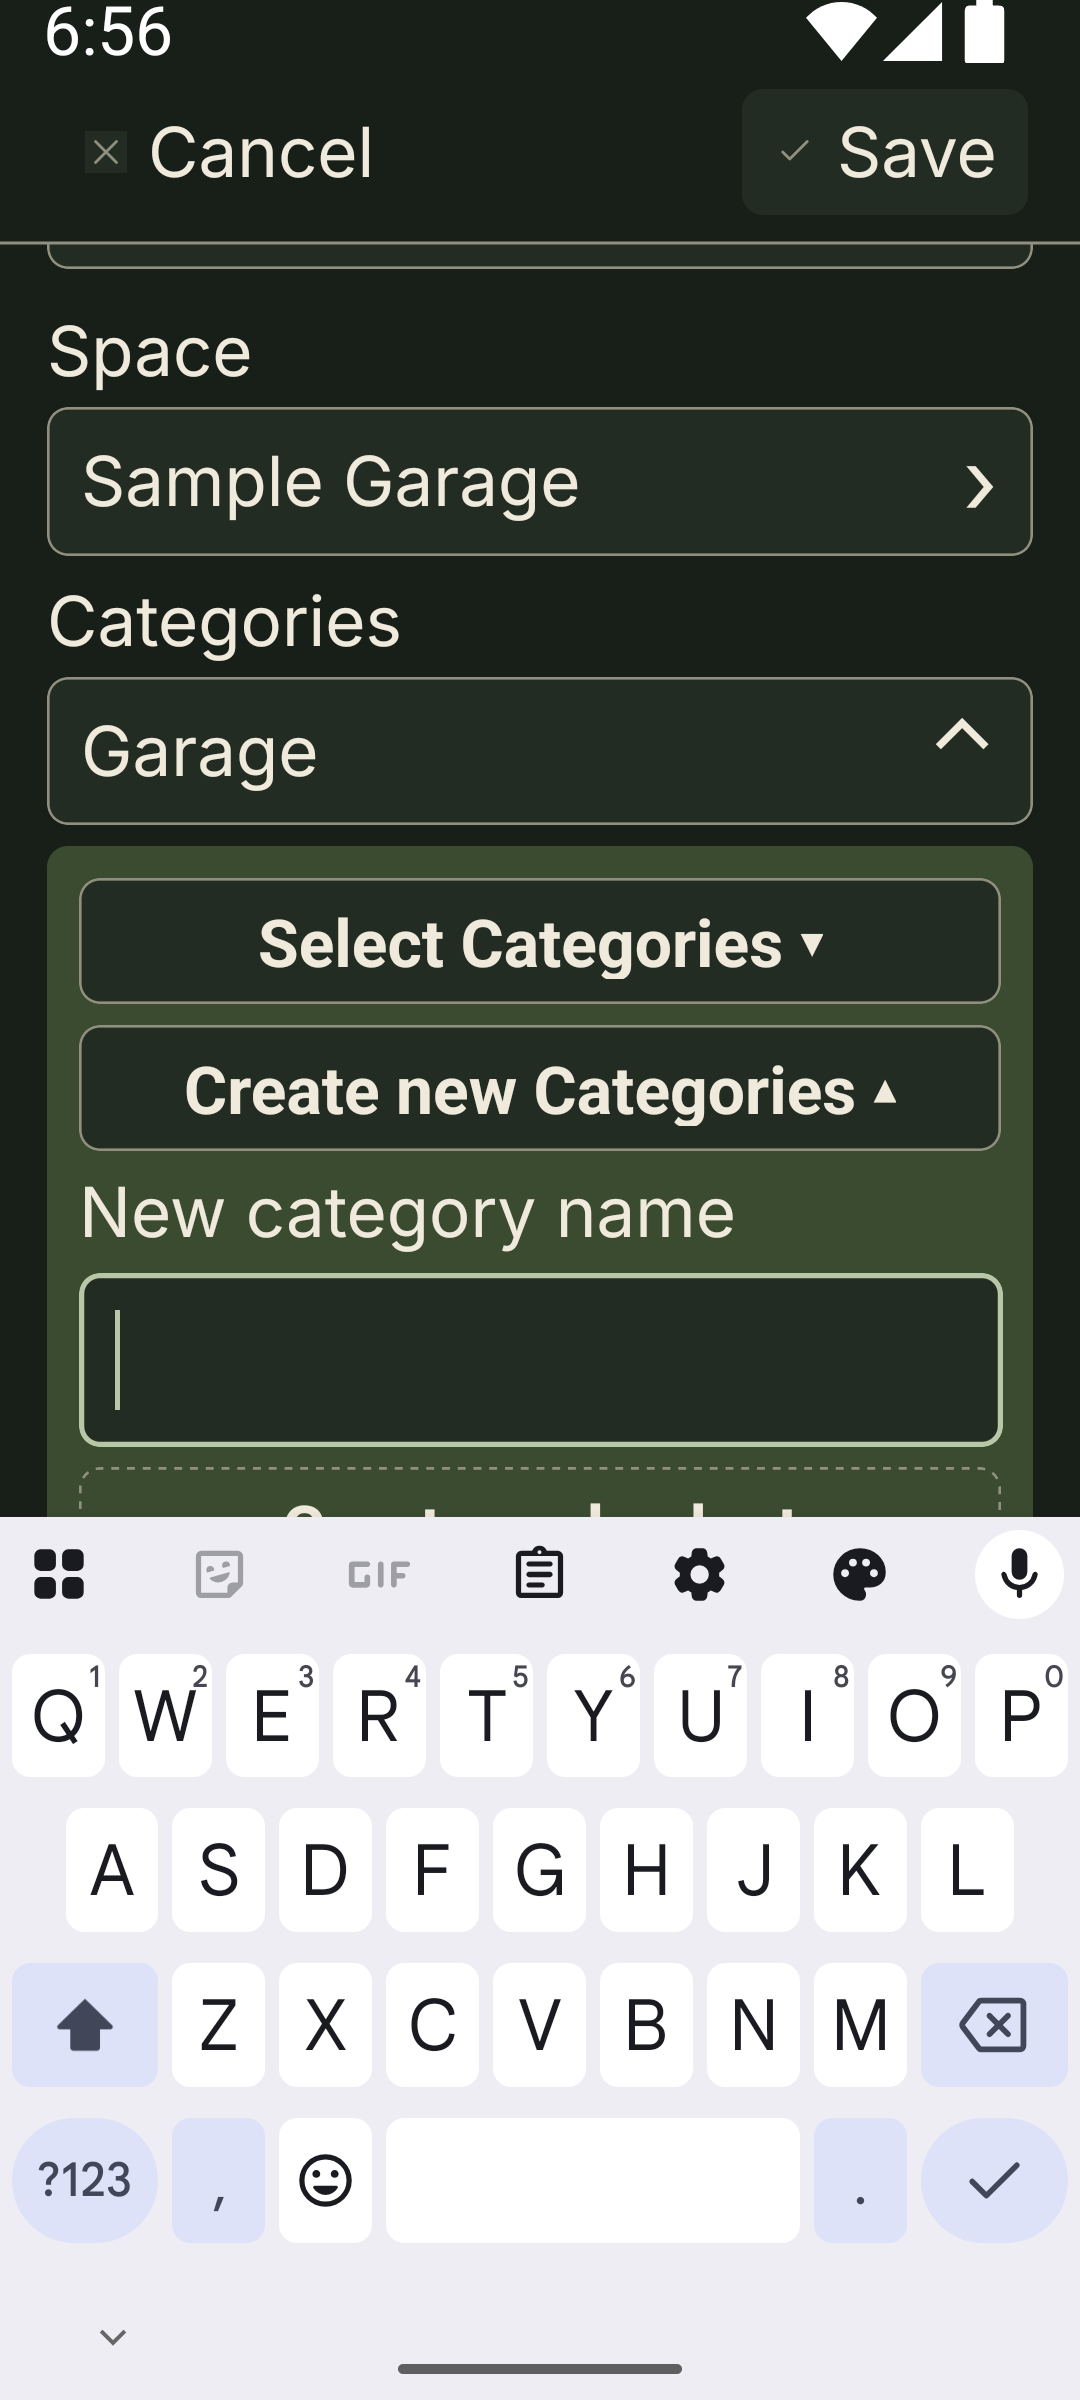 6:56
Cancel
Save
Space
Sample Garage
Categories
Garage
Select Categories ▾
Create new Categories ▴
New category name
GIF
Q 1 W 2 E 3 R 4 T 5 Y 6 U 7 I 8 O 9 P 0
A S D F G H J K L
Z X C V B N M
?123 , .